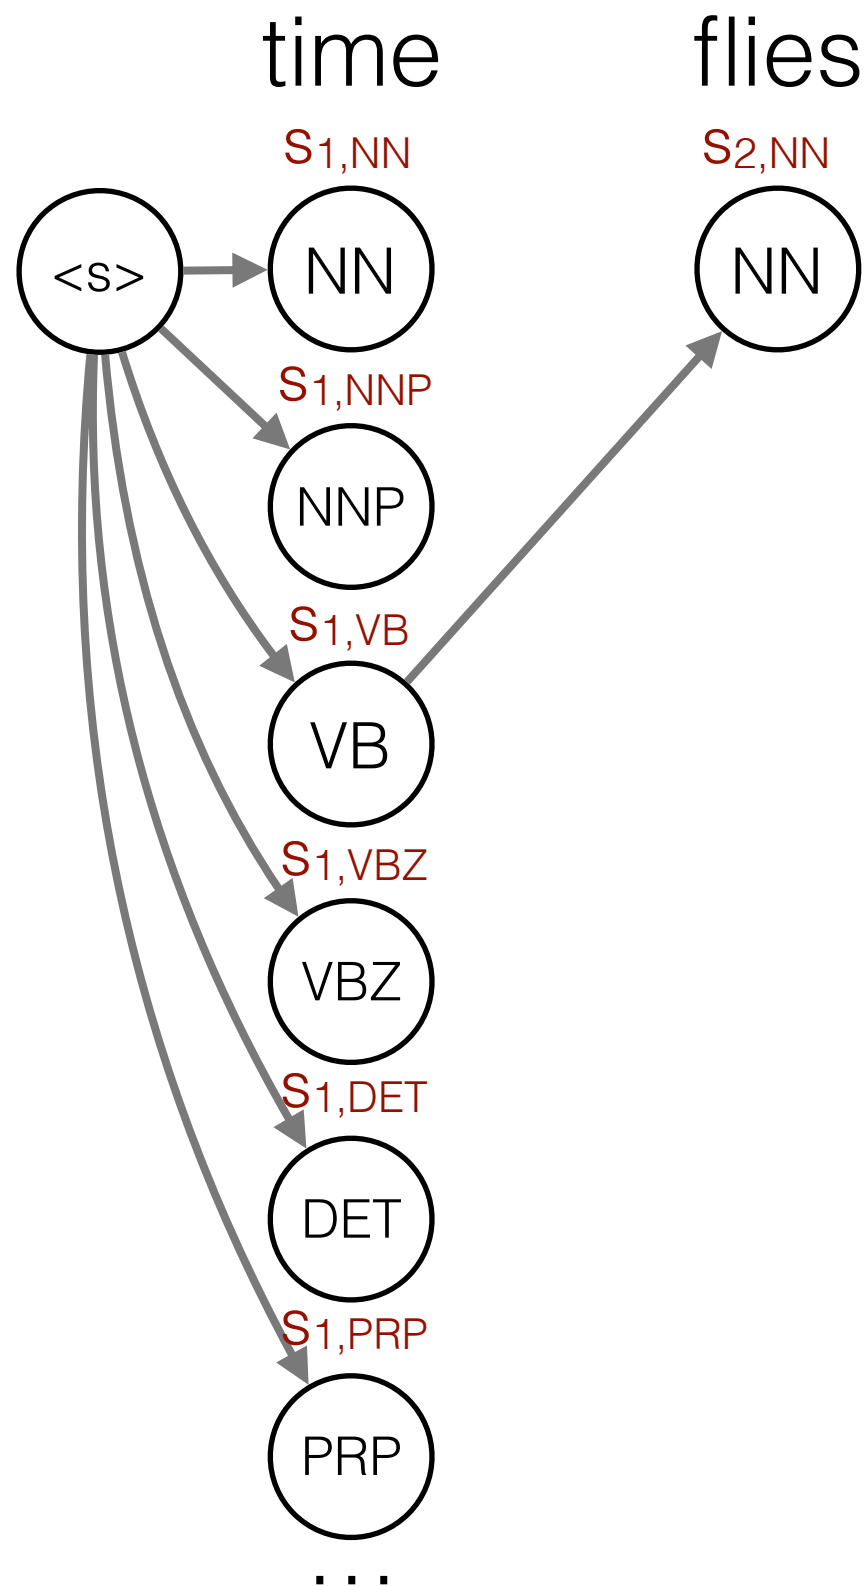 time flies
s1,NN s2,NN
<s> NN NN
s1,NNP
NNP
s1,VB
VB
s1,VBZ
VBZ
s1,DET
DET
s1,PRP
PRP
...